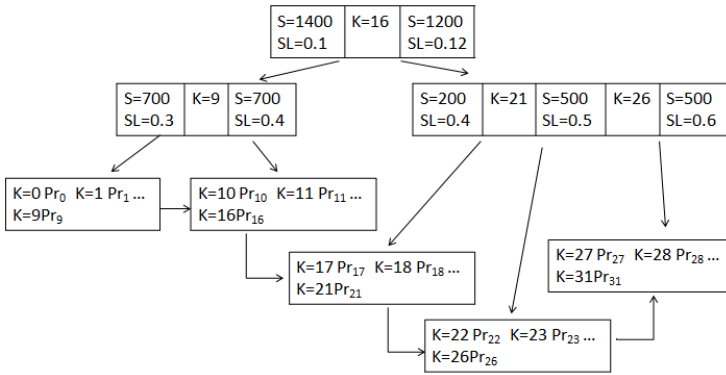 S=1400 K=16 S=1200
SL=0.1 SL=0.12
S=700 K=9 S=700
SL=0.3 SL=0.4
S=200 K=21 S=500 K=26 S=500
SL=0.4 SL=0.5 SL=0.6
K=0 Pr₀ K=1 Pr₁ ...
K=9Pr₉
K=10 Pr₁₀ K=11 Pr₁₁ ...
K=16Pr₁₆
K=17 Pr₁₇ K=18 Pr₁₈ ...
K=21Pr₂₁
K=27 Pr₂₇ K=28 Pr₂₈ ...
K=31Pr₃₁
K=22 Pr₂₂ K=23 Pr₂₃ ...
K=26Pr₂₆